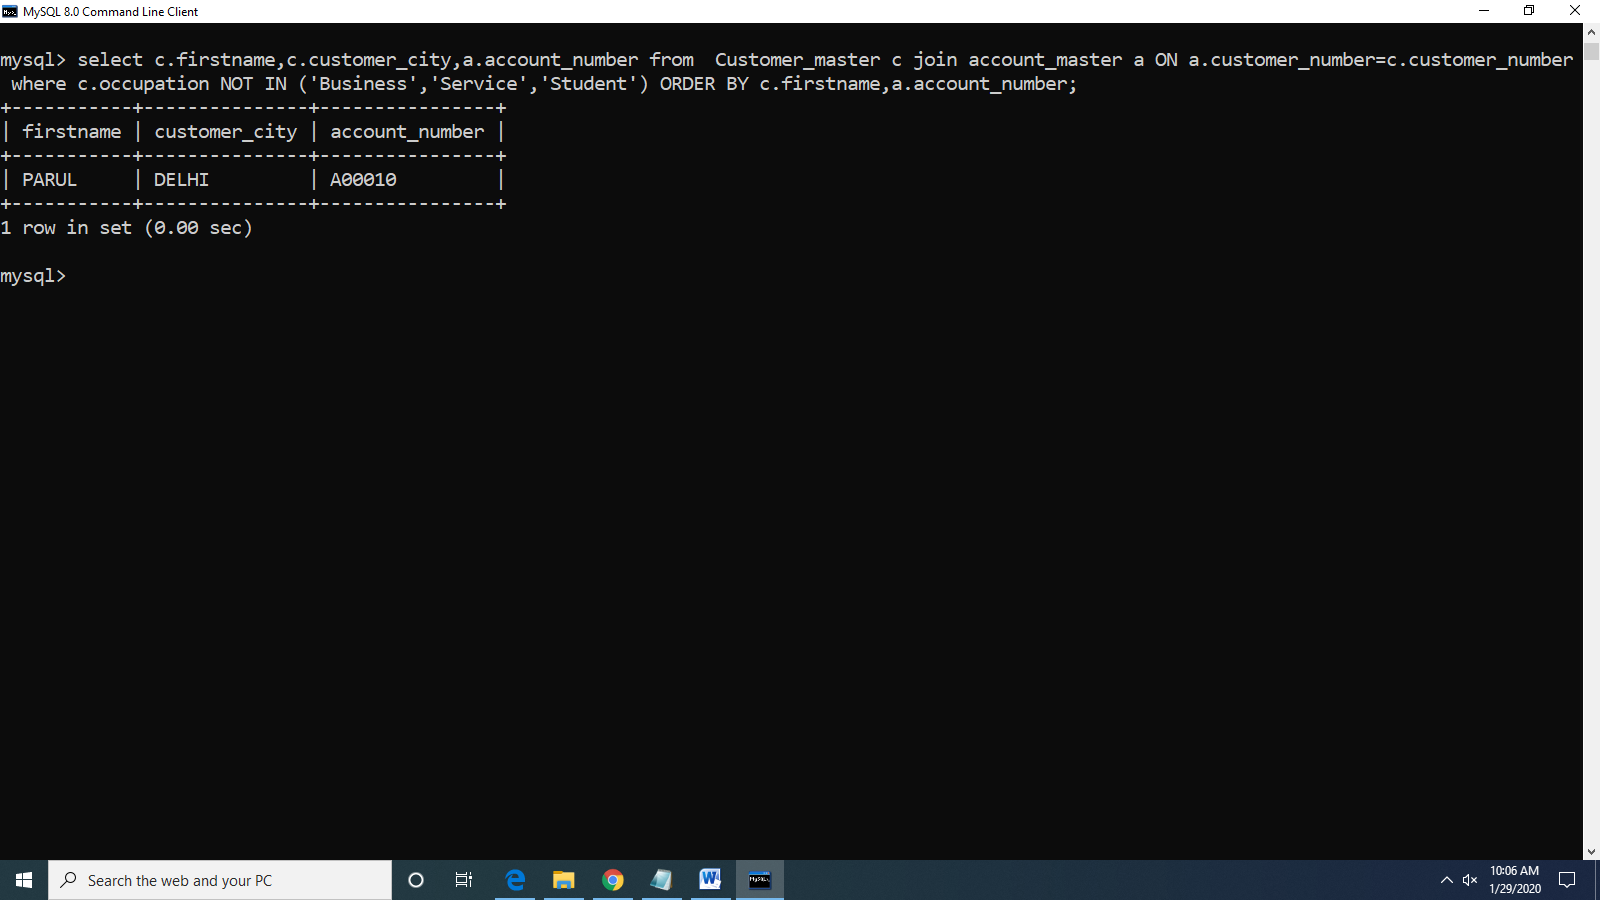 MySQL 8.0 Command Line Client
mysql> select c.firstname,c.customer_city,a.account_number from  Customer_master c join account_master a ON a.customer_number=c.customer_number
 where c.occupation NOT IN ('Business','Service','Student') ORDER BY c.firstname,a.account_number;
+-----------+---------------+----------------+
| firstname | customer_city | account_number |
+-----------+---------------+----------------+
| PARUL     | DELHI         | A00010         |
+-----------+---------------+----------------+
1 row in set (0.00 sec)
mysql>
Search the web and your PC
10:06 AM
1/29/2020